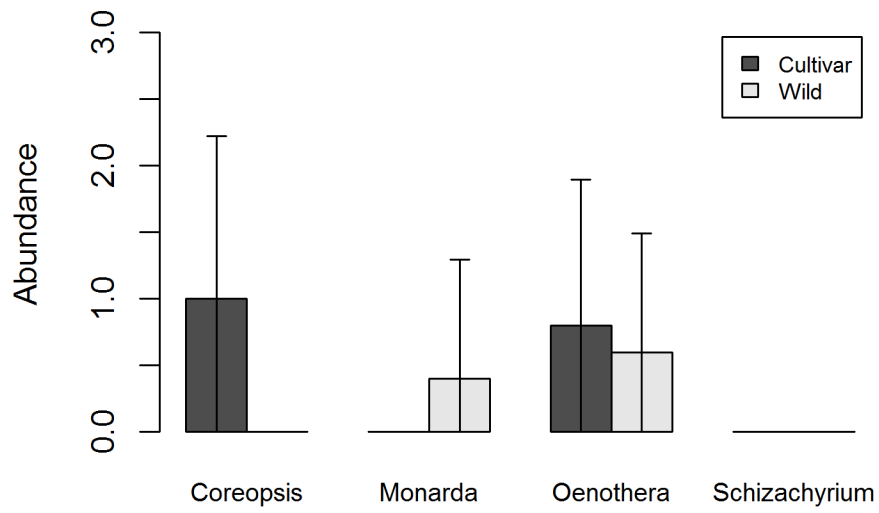 3.0
2.0
1.0
0.0
Abundance
Cultivar
Wild
Coreopsis Monarda Oenothera Schizachyrium